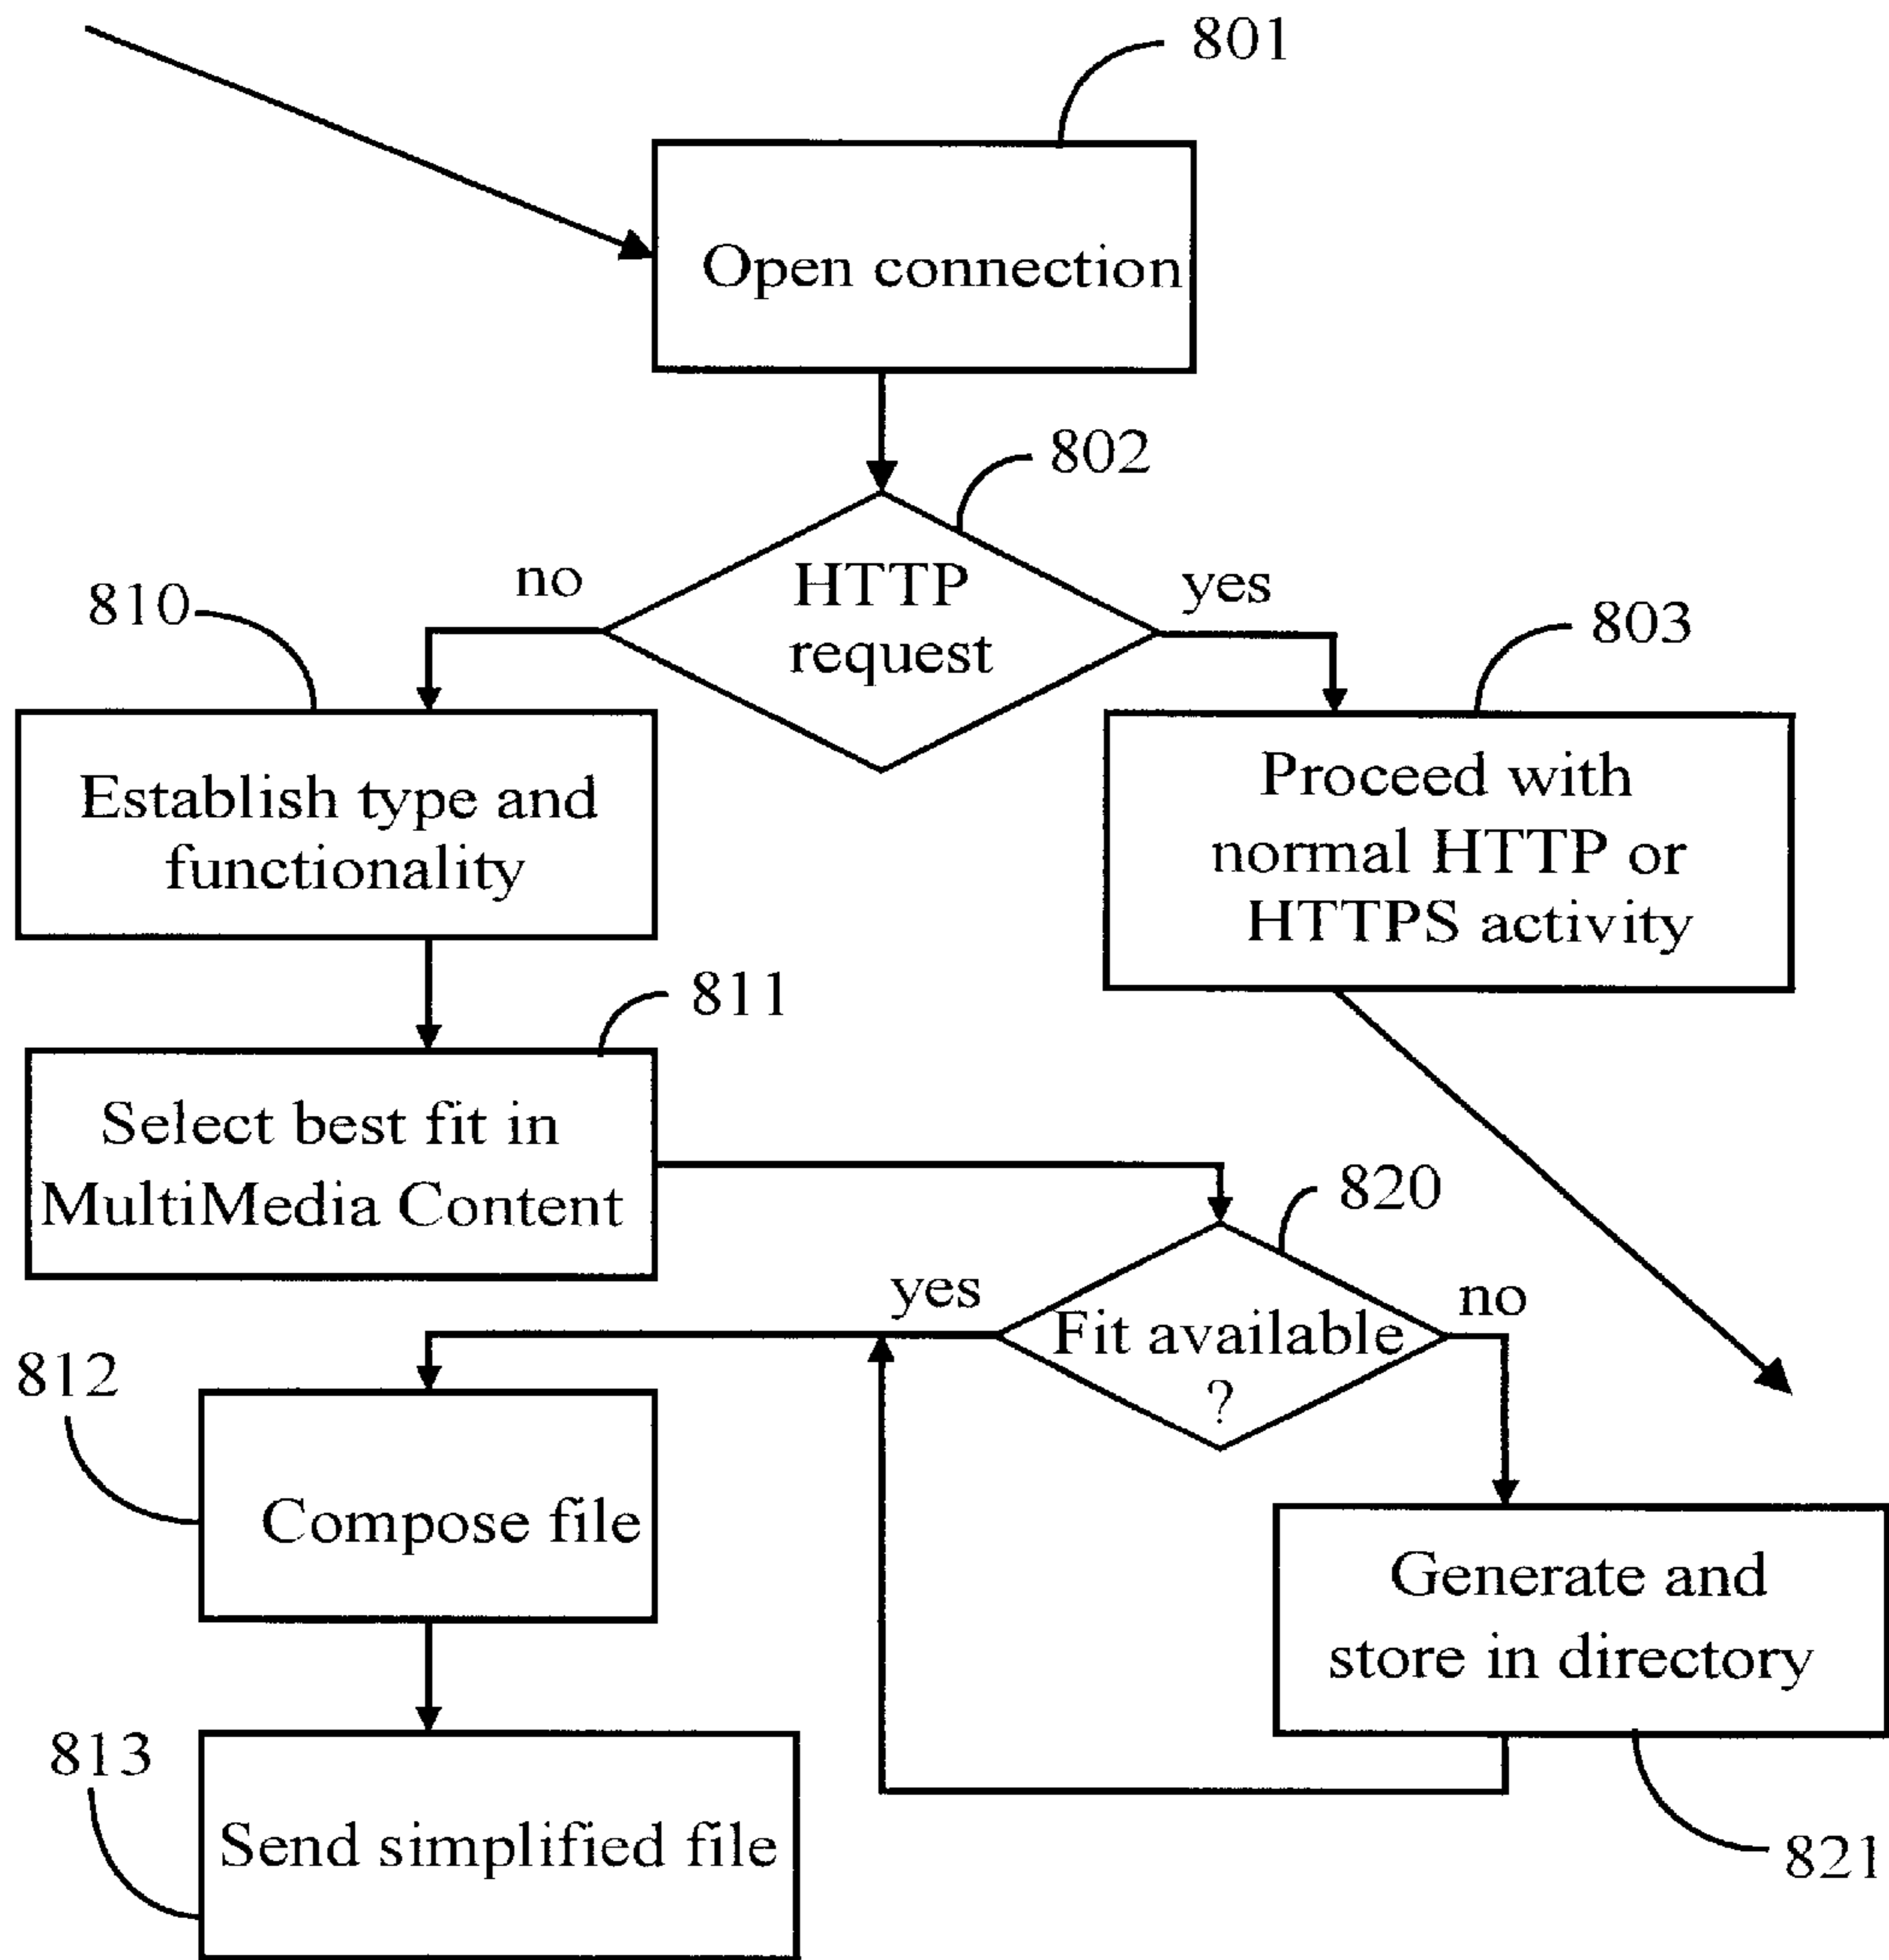 801
Open connection
802
no
HTTP
request
yes
810
803
Establish type and
functionality
Proceed with
normal HTTP or
HTTPS activity
811
Select best fit in
MultiMedia Content
820
yes
Fit available
?
no
812
Compose file
Generate and
store in directory
813
Send simplified file
821